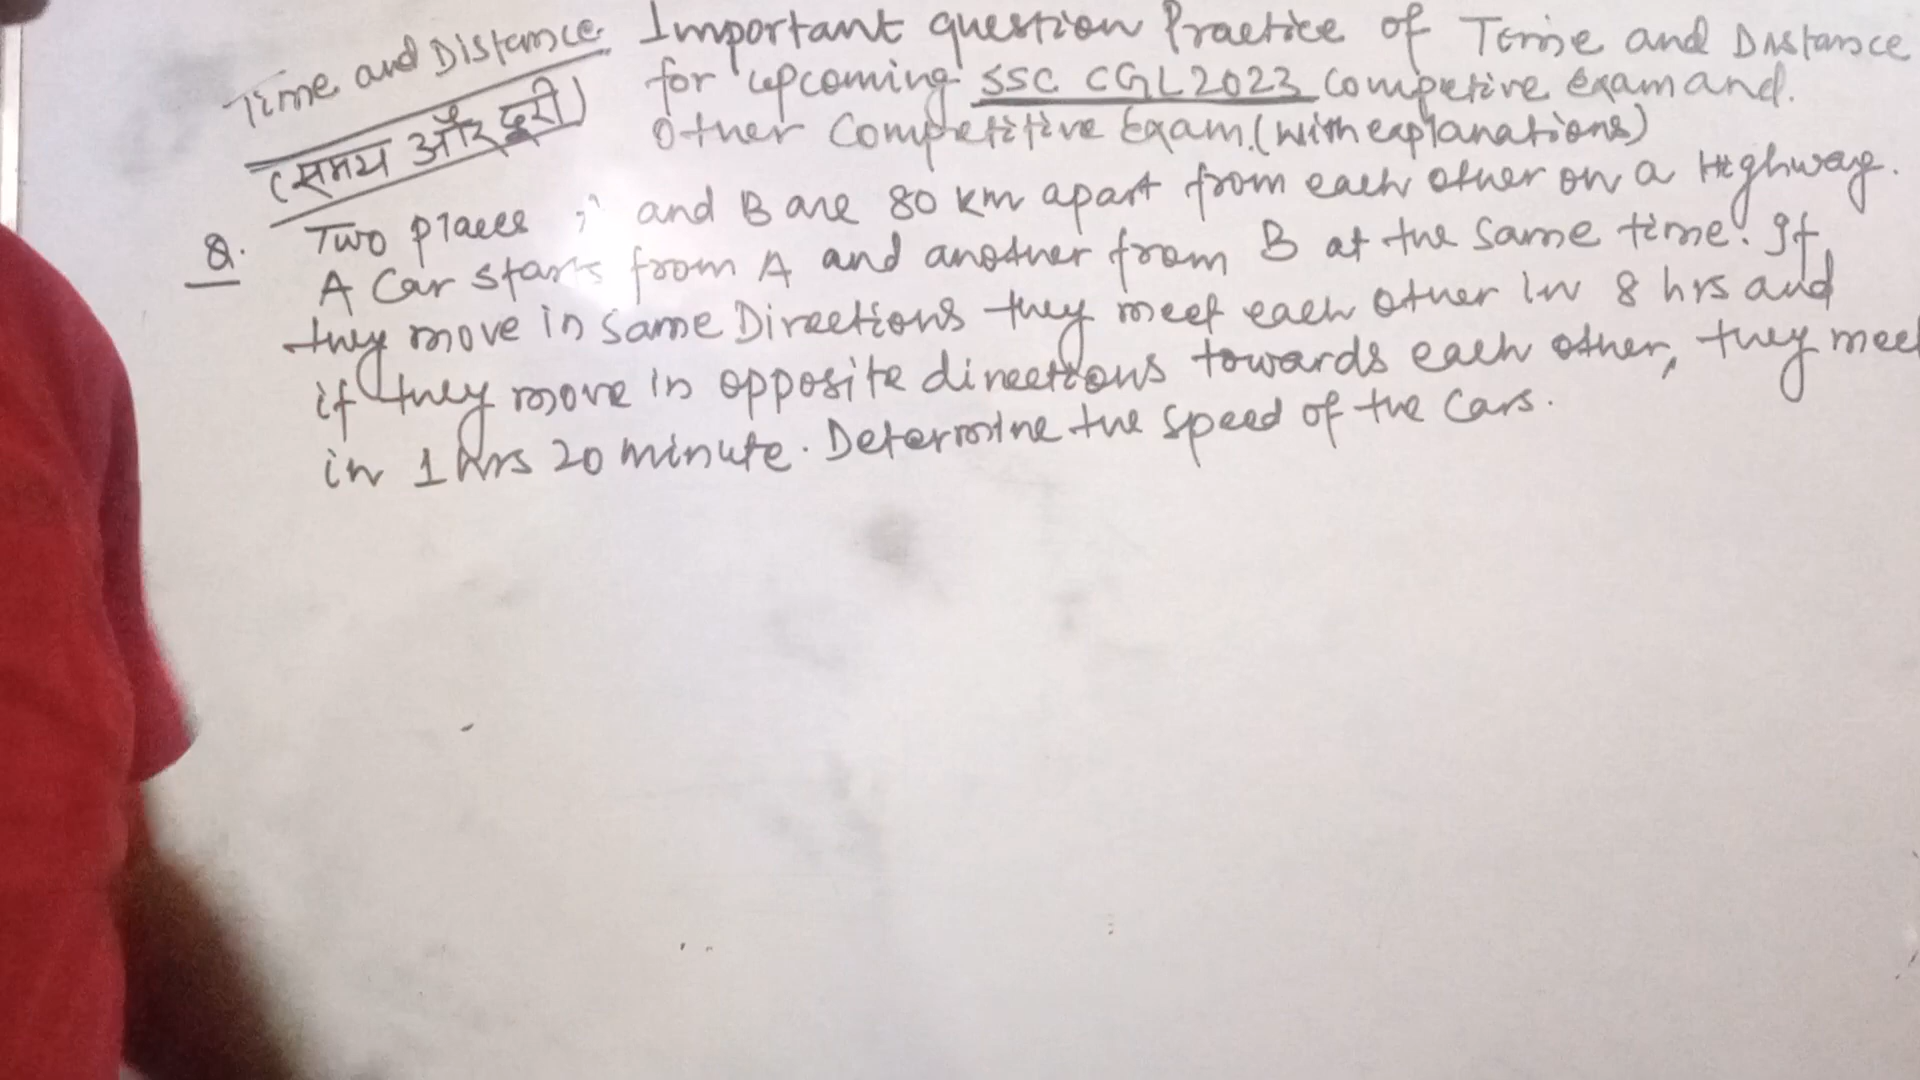 Time and Distance.
(समय और दूरी)
Important question Practice of Time and Distance
for upcoming SSC CGL 2023 Competive Exam and.
Other Competitive Exam. (with explanations)
Q. Two places and B are 80 km apart from each other on a Highway.
A Car starts from A and another from B at the same time. If
they move in same Directions they meet each other in 8 hrs and
if they move in opposite directions towards each other, they meet
in 1 hrs 20 minute. Determine the speed of the cars.